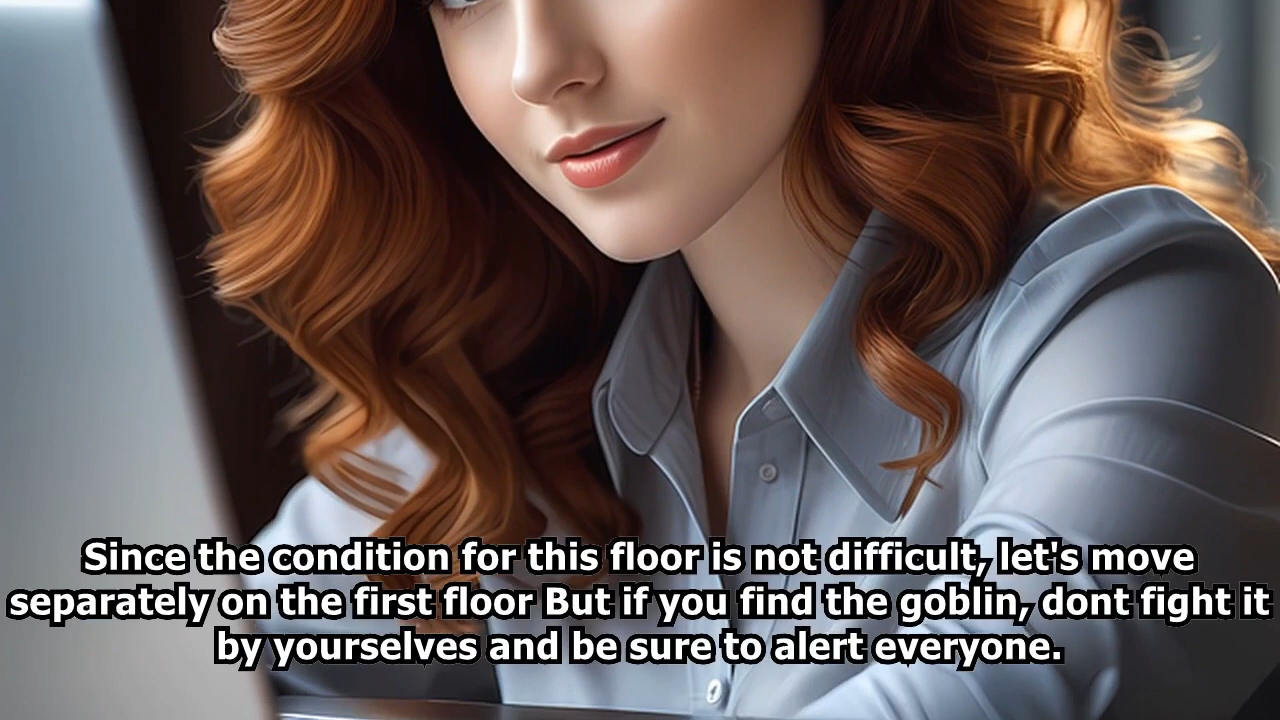 Since the condition for this floor is not difficult, let's move
separately on the first floor But if you find the goblin, dont fight it
by yourselves and be sure to alert everyone.